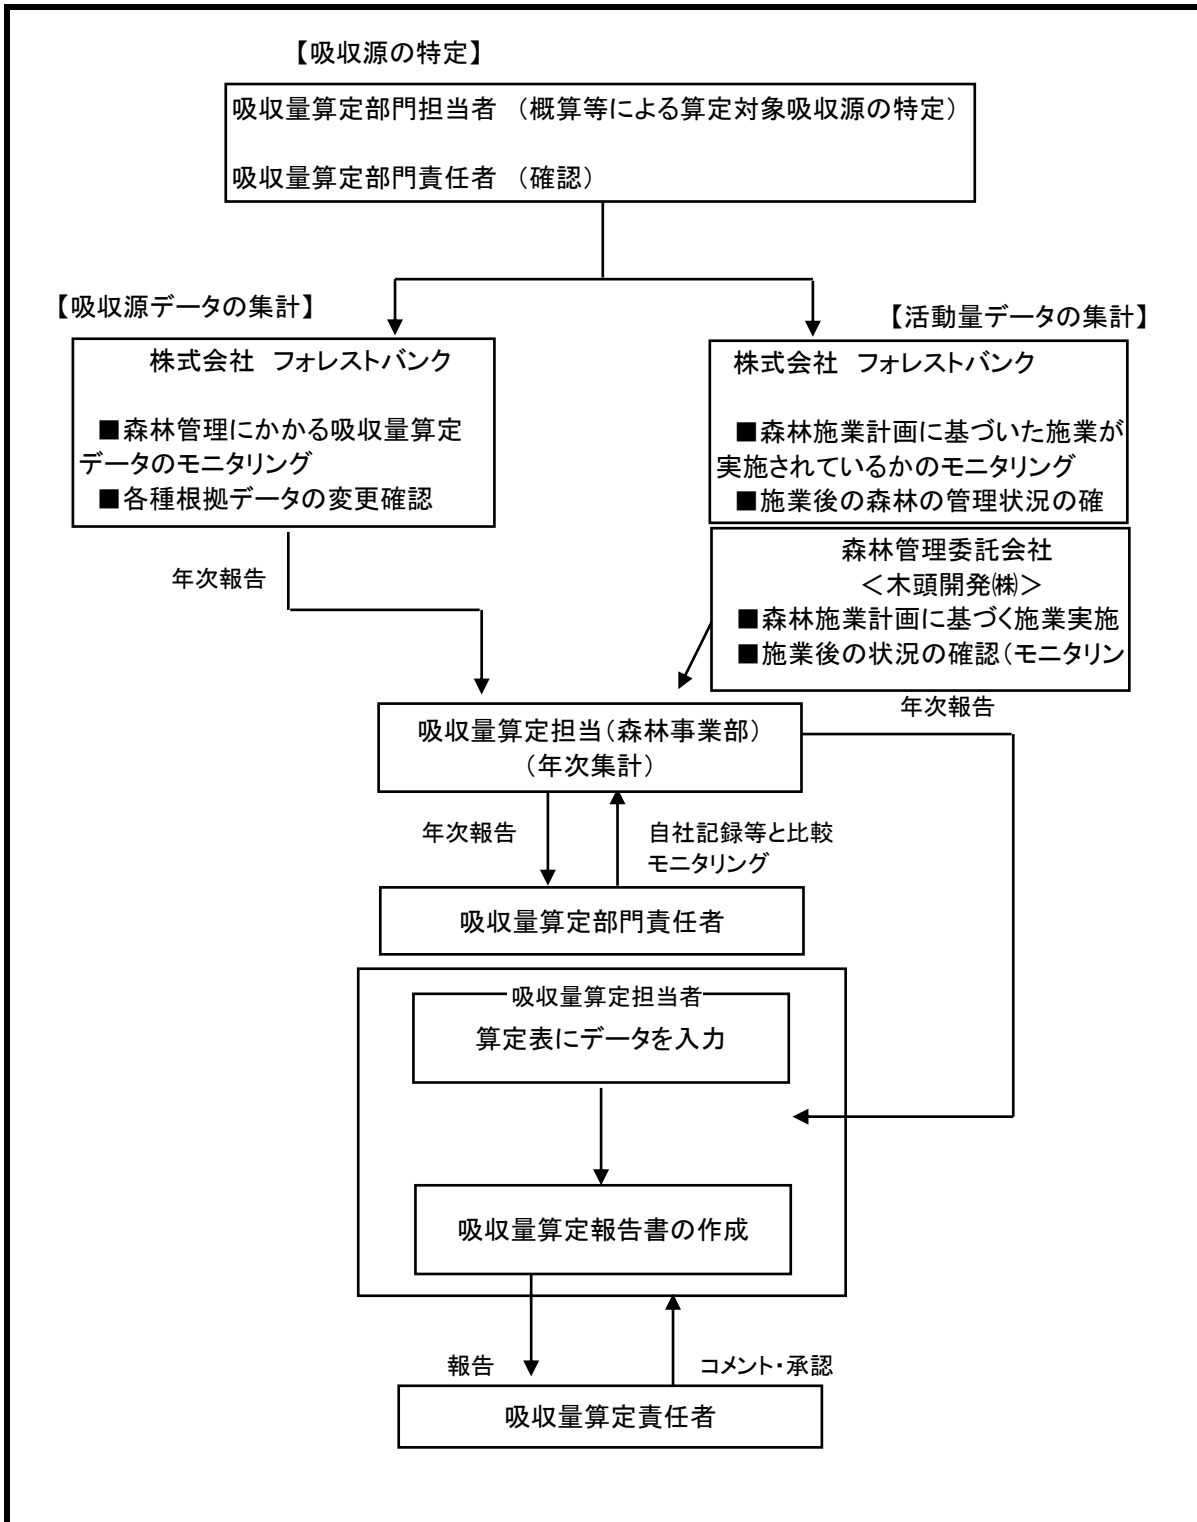 【吸収源の特定】
吸収量算定部門担当者　（概算等による算定対象吸収源の特定）
吸収量算定部門責任者　（確認）
【吸収源データの集計】
株式会社　フォレストバンク
■森林管理にかかる吸収量算定
データのモニタリング
■各種根拠データの変更確認
【活動量データの集計】
株式会社　フォレストバンク
■森林施業計画に基づいた施業が
実施されているかのモニタリング
■施業後の森林の管理状況の確
森林管理委託会社
＜木頭開発㈱＞
■森林施業計画に基づく施業実施
■施業後の状況の確認（モニタリン
年次報告
年次報告
吸収量算定担当（森林事業部）
（年次集計）
年次報告
自社記録等と比較
モニタリング
吸収量算定部門責任者
吸収量算定担当者
算定表にデータを入力
吸収量算定報告書の作成
報告
コメント・承認
吸収量算定責任者